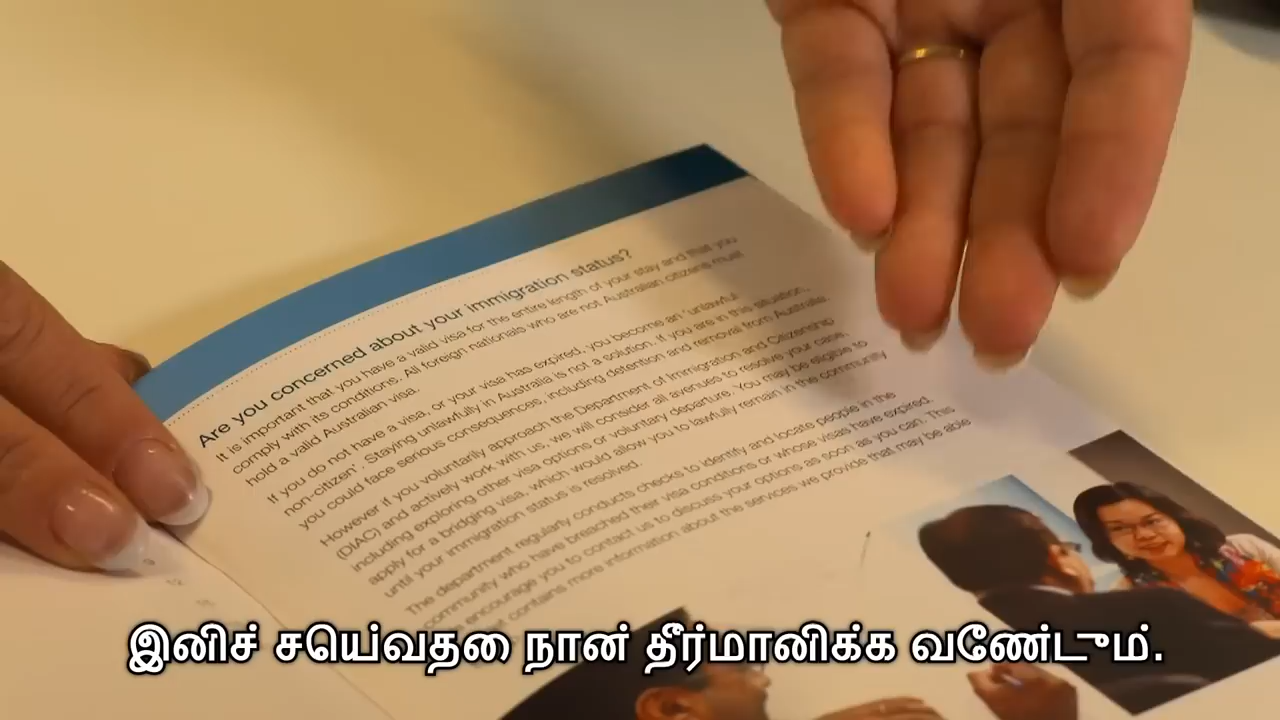 Are you concerned about your immigration status?
It is important that you have a valid visa for the entire length of your stay and that you
comply with its conditions. All foreign nationals who are not Australian citizens must
hold a valid Australian visa.
If you do not have a visa, or your visa has expired, you become an 'unlawful
non-citizen'. Staying unlawfully in Australia is not a solution. If you are in this situation,
you could face serious consequences, including detention and removal from Australia.
However if you voluntarily approach the Department of Immigration and Citizenship
(DIAC) and actively work with us, we will consider all avenues to resolve your case,
including exploring other visa options or voluntary departure. You may be eligible to
apply for a bridging visa, which would allow you to lawfully remain in the community
until your immigration status is resolved.
The department regularly conducts checks to identify and locate people in the
community who have breached their visa conditions or whose visas have expired.
encourage you to contact us to discuss your options as soon as you can. This
contains more information about the services we provide that may be able
9
12
15
இனிச் சயெ்வதை நான் தீர்மானிக்க வணே்டும்.